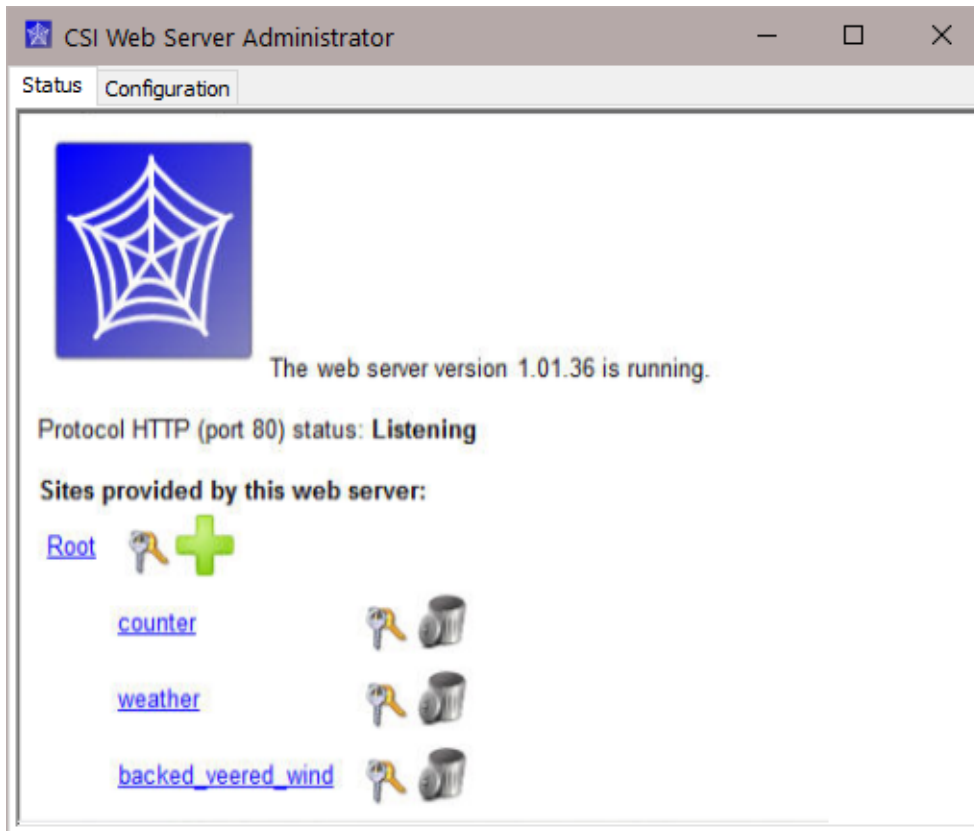 CSI Web Server Administrator
Status Configuration
The web server version 1.01.36 is running.
Protocol HTTP (port 80) status: Listening
Sites provided by this web server:
Root
counter
weather
backed_veered_wind